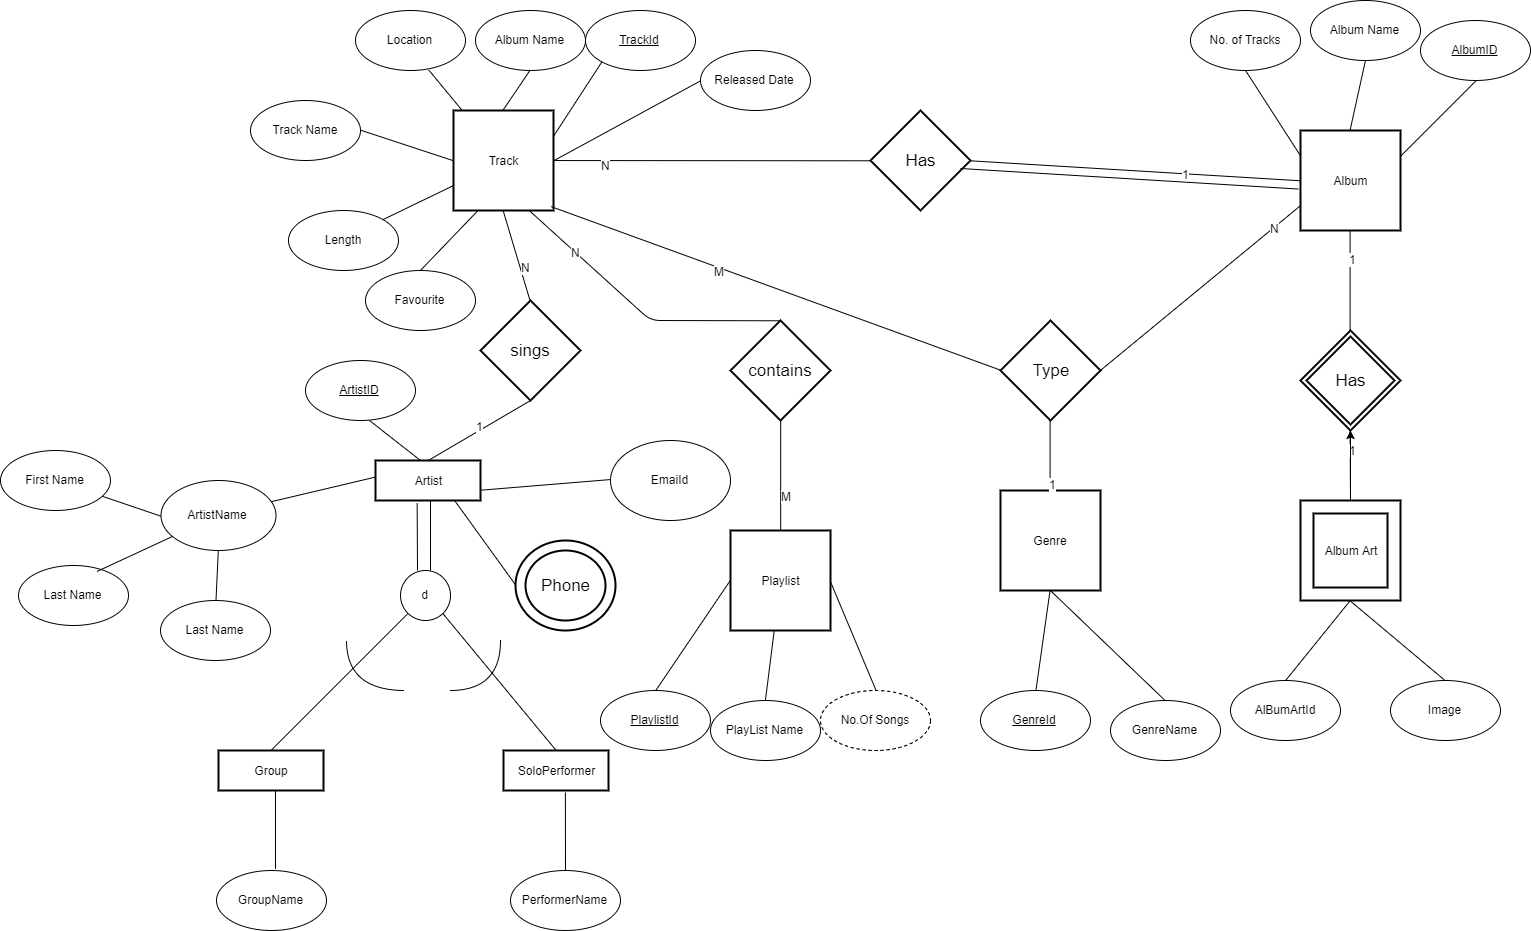 Location
Album Name
TrackId
No. of Tracks
Album Name
AlbumID
Released Date
Track Name
Track
Has
Album
N
1
Length
Favourite
N
N
M
N
1
sings
contains
Type
Has
ArtistID
1
1
First Name
Artist
EmaiId
ArtistName
M
1
Genre
Album Art
Last Name
d
Phone
Playlist
Last Name
PlaylistId
PlayList Name
No.Of Songs
GenreId
GenreName
AlBumArtId
Image
Group
SoloPerformer
GroupName
PerformerName